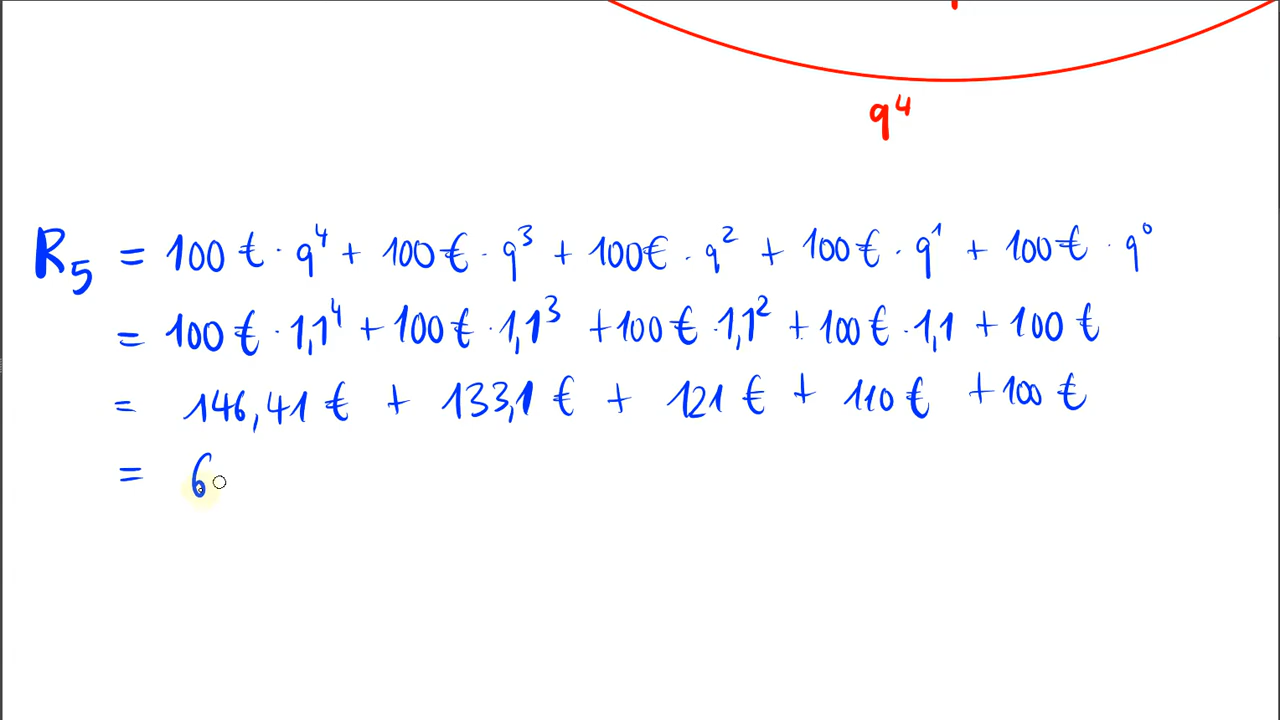 q⁴
R₅ = 100 € · q⁴ + 100 € · q³ + 100 € · q² + 100 € · q¹ + 100 € · q⁰
= 100 € · 1,1⁴ + 100 € · 1,1³ + 100 € · 1,1² + 100 € · 1,1 + 100 €
= 146,41 € + 133,1 € + 121 € + 110 € + 100 €
= 6